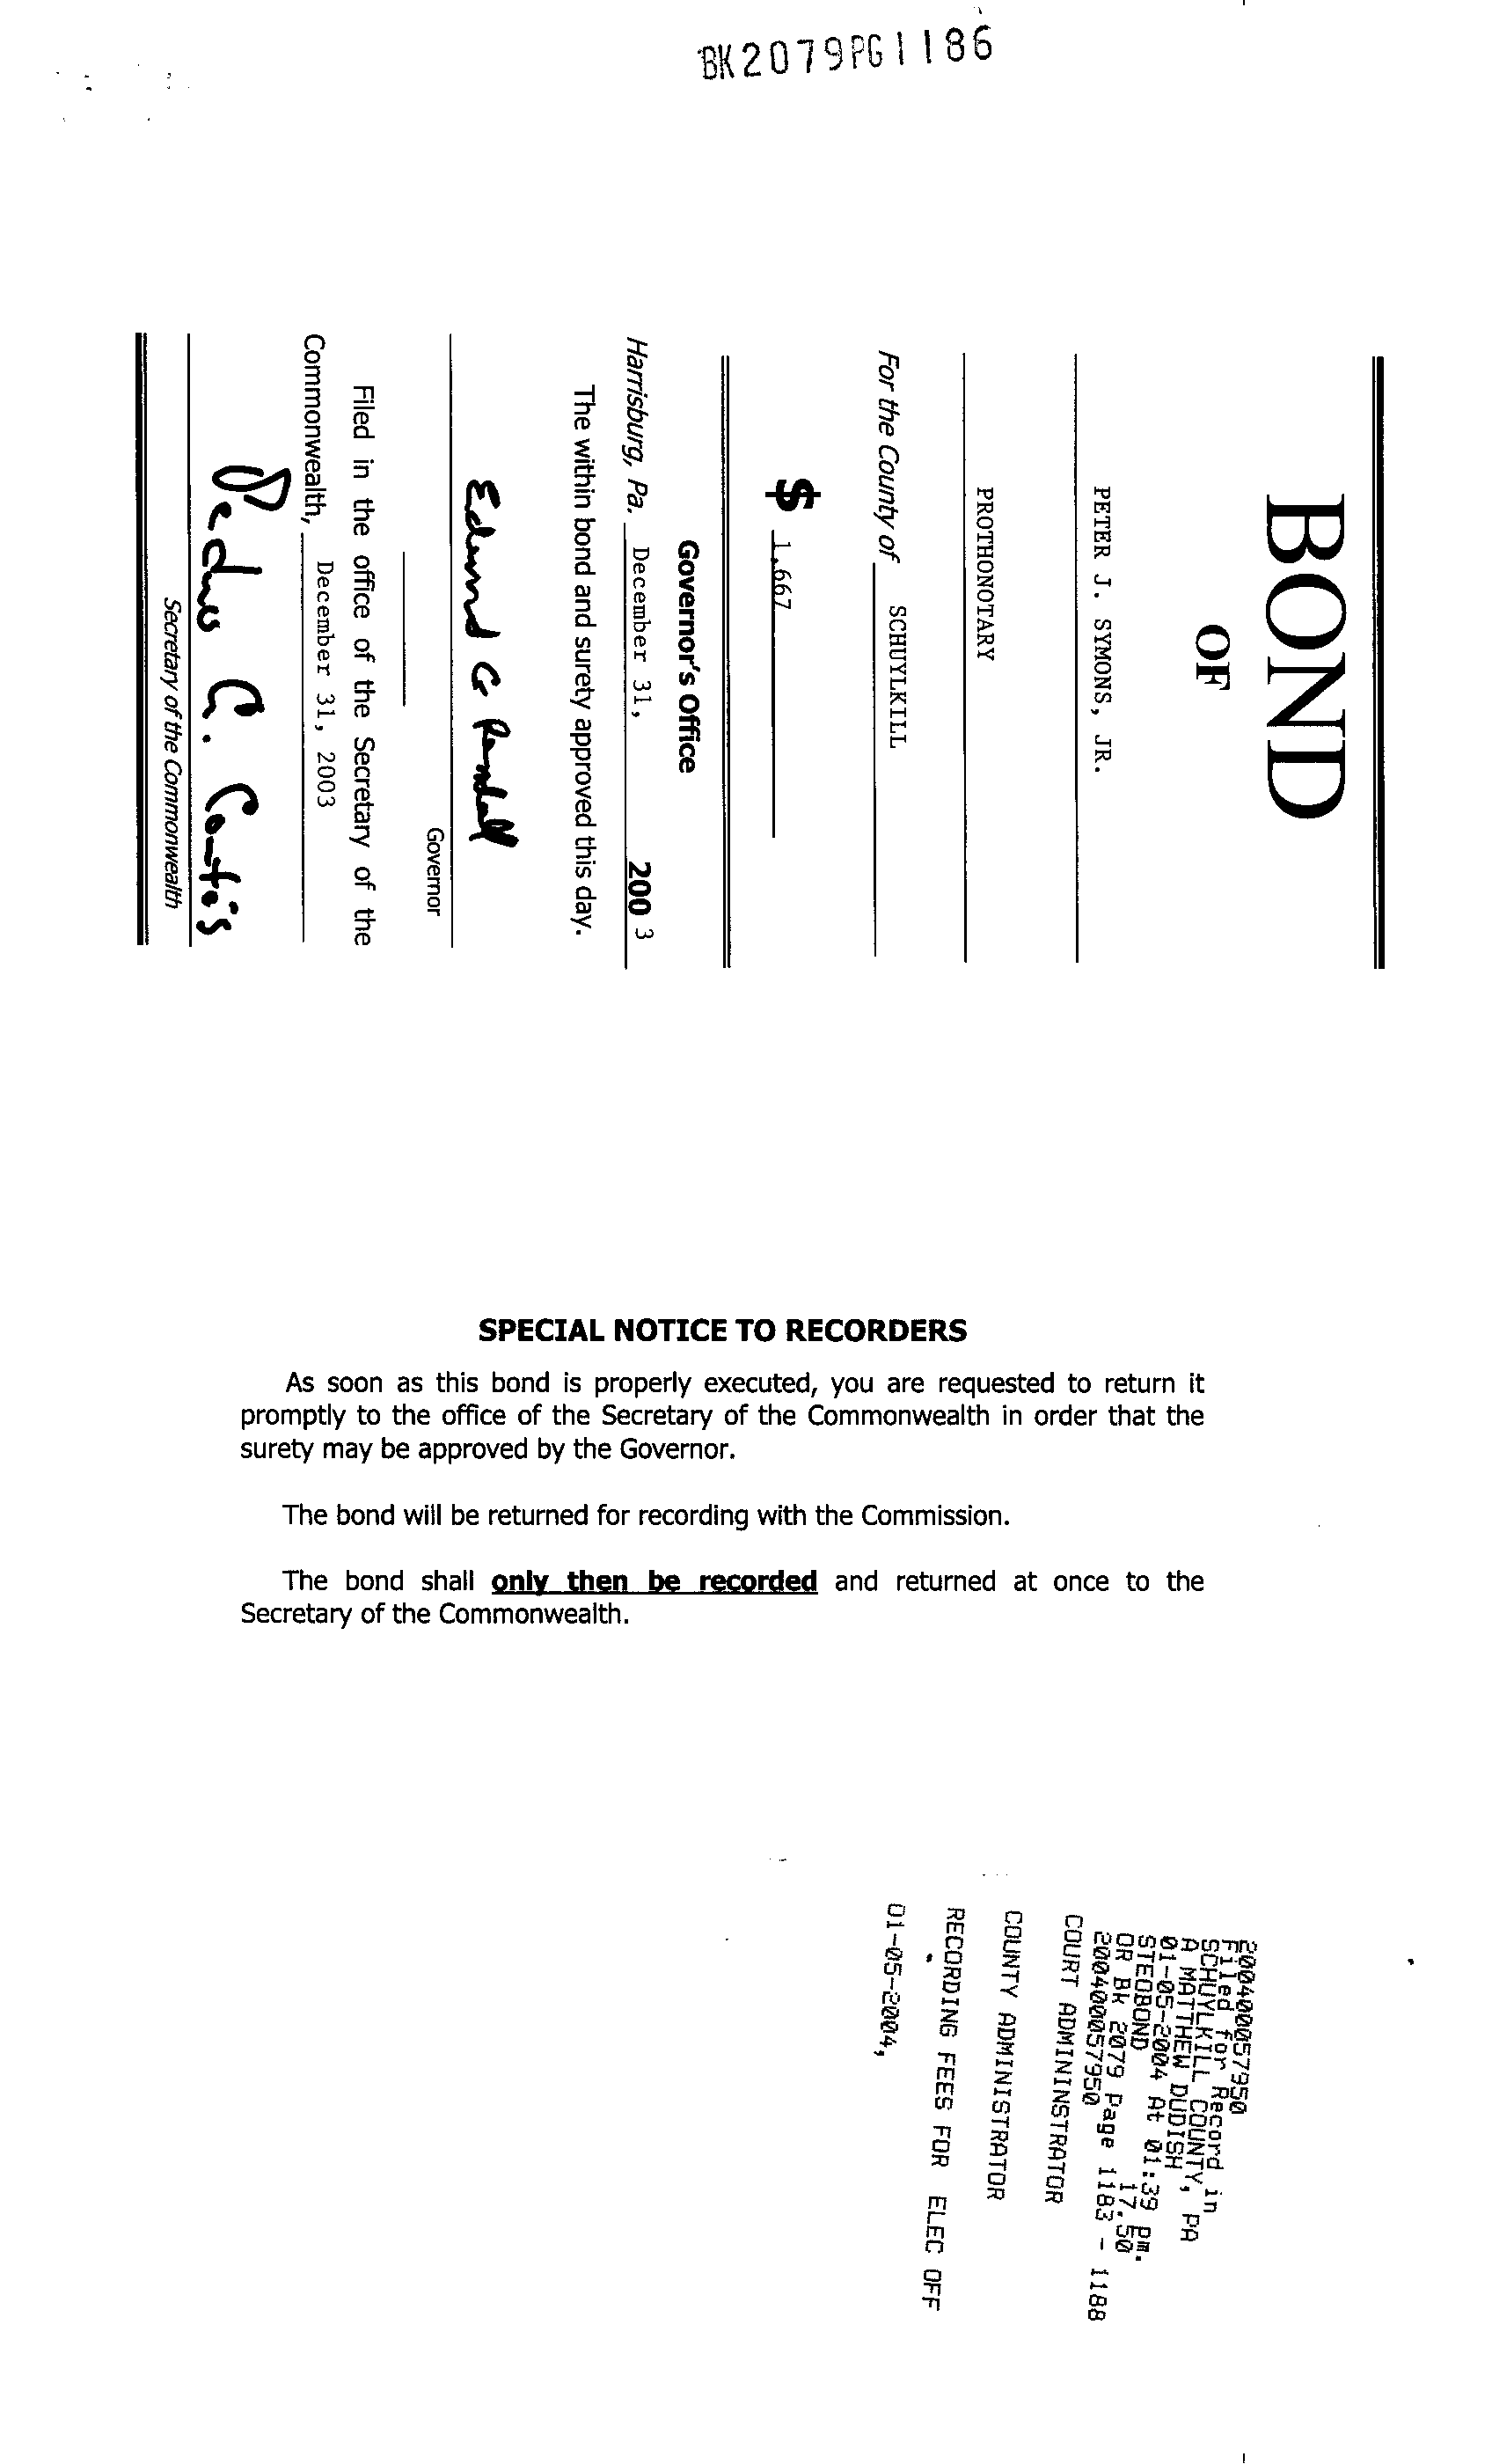 BK2079PG1186
BOND
OF
PETER J. SYMONS, JR.
PROTHONOTARY
For the County of SCHUYLKILL
$ 1,667
Governor's Office
Harrisburg, Pa. December 31, 2003
The within bond and surety approved this day.
Edward G Rendell
Governor
Filed in the office of the Secretary of the
Commonwealth, December 31, 2003
Pedro A. Cortés
Secretary of the Commonwealth
SPECIAL NOTICE TO RECORDERS
As soon as this bond is properly executed, you are requested to return it
promptly to the office of the Secretary of the Commonwealth in order that the
surety may be approved by the Governor.
The bond will be returned for recording with the Commission.
The bond shall only then be recorded and returned at once to the
Secretary of the Commonwealth.
200400057950
Filed for Record in
SCHUYLKILL COUNTY, PA
A MATTHEW DUDISH
01-05-2004 At 01:39 pm.
STEOBOND 17.50
OR Bk 2079 Page 1183 - 1188
200400057950
COURT ADMININSTRATOR
COUNTY ADMINISTRATOR
RECORDING FEES FOR ELEC OFF
01-05-2004,